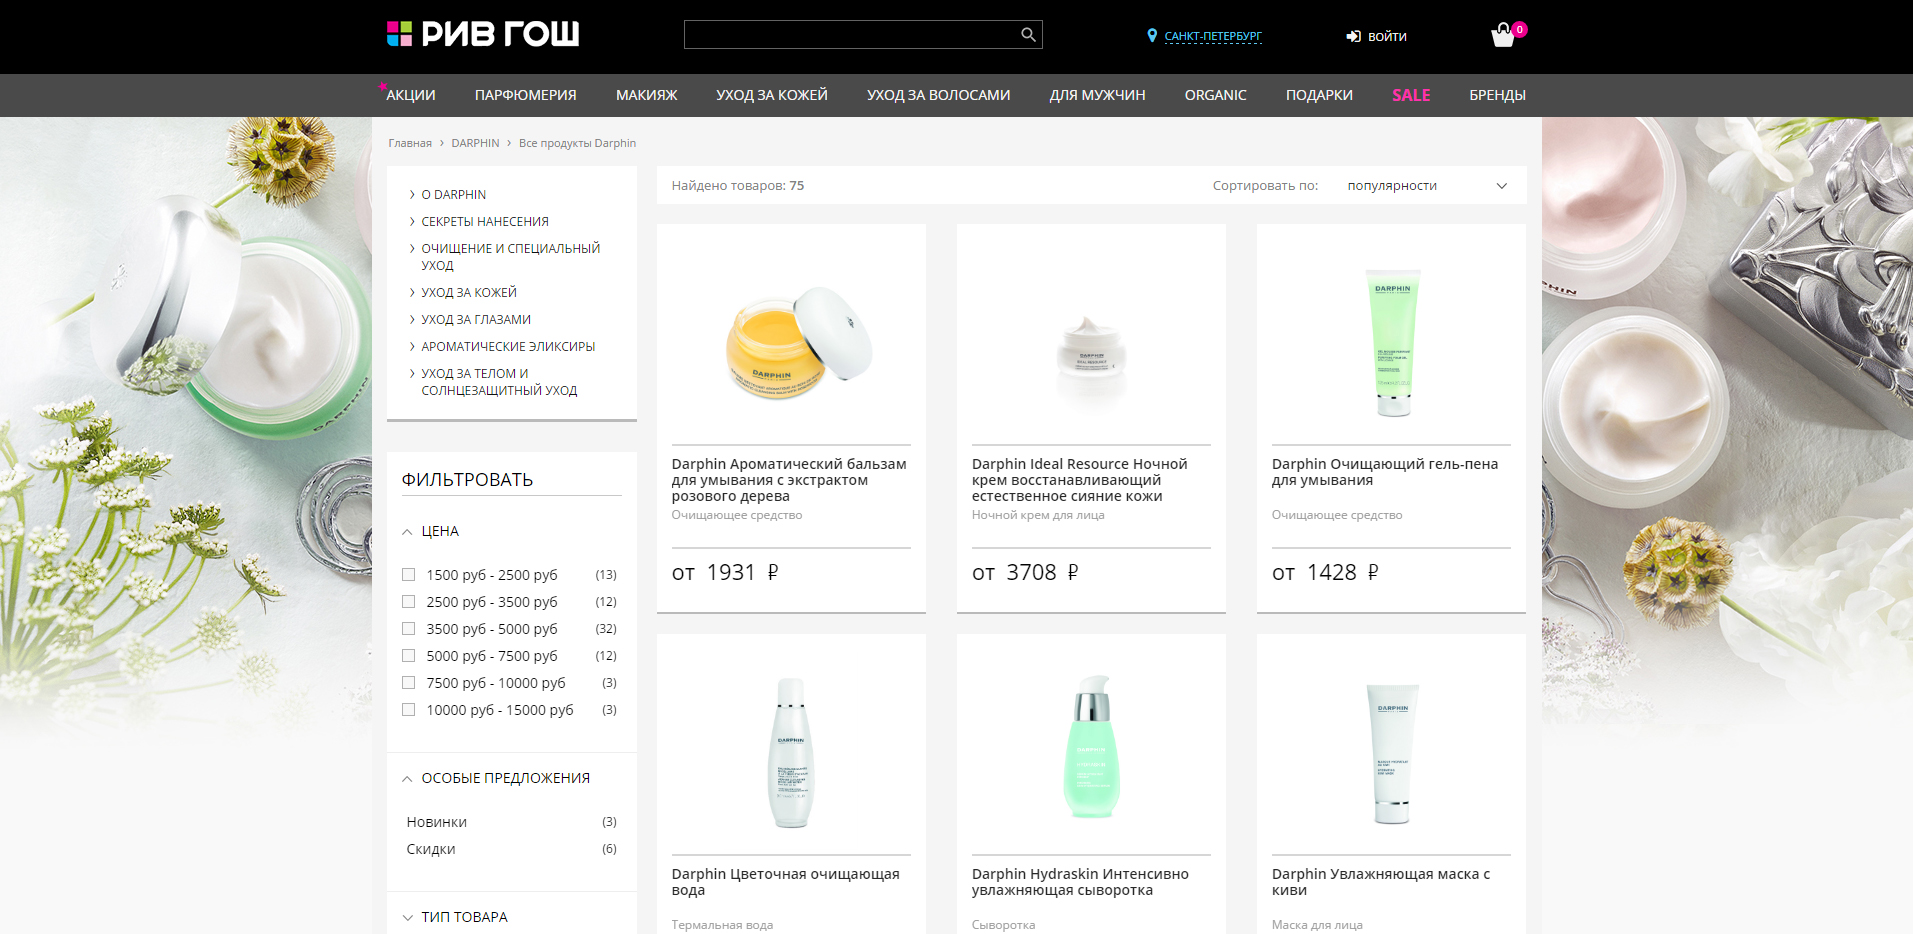 РИВ ГОШ
САНКТ-ПЕТЕРБУРГ
ВОЙТИ
0
АКЦИИ ПАРФЮМЕРИЯ МАКИЯЖ УХОД ЗА КОЖЕЙ УХОД ЗА ВОЛОСАМИ ДЛЯ МУЖЧИН ORGANIC ПОДАРКИ SALE БРЕНДЫ
Главная › DARPHIN › Все продукты Darphin
О DARPHIN
СЕКРЕТЫ НАНЕСЕНИЯ
ОЧИЩЕНИЕ И СПЕЦИАЛЬНЫЙ
УХОД
УХОД ЗА КОЖЕЙ
УХОД ЗА ГЛАЗАМИ
АРОМАТИЧЕСКИЕ ЭЛИКСИРЫ
УХОД ЗА ТЕЛОМ И
СОЛНЦЕЗАЩИТНЫЙ УХОД
ФИЛЬТРОВАТЬ
ЦЕНА
1500 руб - 2500 руб (13)
2500 руб - 3500 руб (12)
3500 руб - 5000 руб (32)
5000 руб - 7500 руб (12)
7500 руб - 10000 руб (3)
10000 руб - 15000 руб (3)
ОСОБЫЕ ПРЕДЛОЖЕНИЯ
Новинки (3)
Скидки (6)
ТИП ТОВАРА
Найдено товаров: 75
Сортировать по: популярности
DARPHIN
Darphin Ароматический бальзам
для умывания с экстрактом
розового дерева
Очищающее средство
от 1931 ₽
DARPHIN
Darphin Ideal Resource Ночной
крем восстанавливающий
естественное сияние кожи
Ночной крем для лица
от 3708 ₽
DARPHIN
Darphin Очищающий гель-пена
для умывания
Очищающее средство
от 1428 ₽
DARPHIN
Darphin Цветочная очищающая
вода
Термальная вода
DARPHIN
Darphin Hydraskin Интенсивно
увлажняющая сыворотка
Сыворотка
DARPHIN
Darphin Увлажняющая маска с
киви
Маска для лица